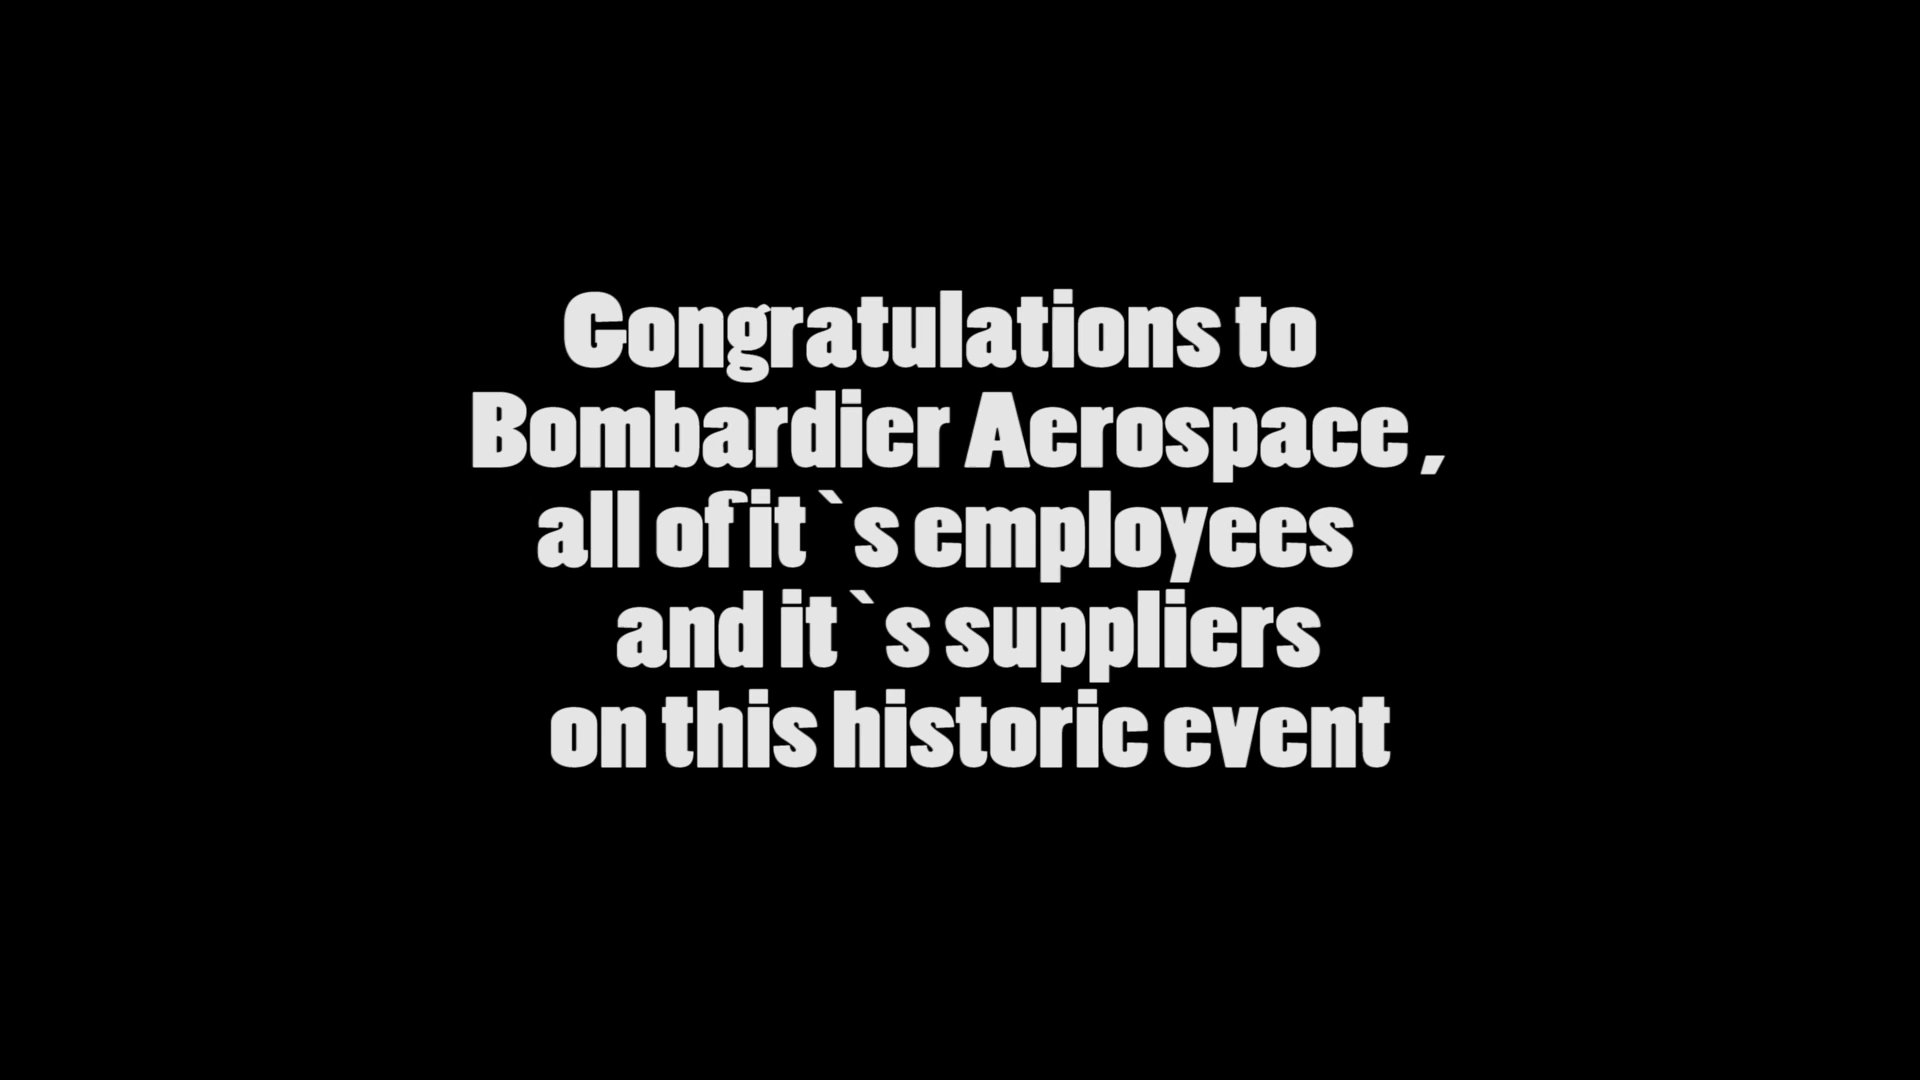 Congratulations to
Bombardier Aerospace ,
all of it`s employees
and it`s suppliers
on this historic event